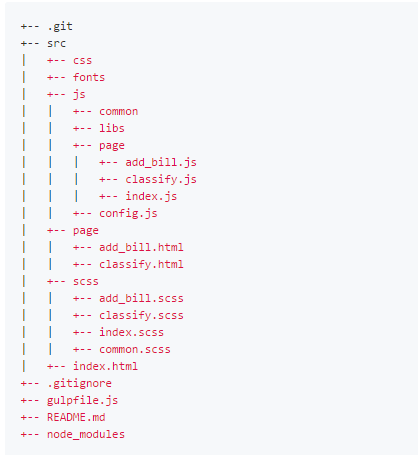 +-- .git
+-- src
|   +-- css
|   +-- fonts
|   +-- js
|   |   +-- common
|   |   +-- libs
|   |   +-- page
|   |   |   +-- add_bill.js
|   |   |   +-- classify.js
|   |   |   +-- index.js
|   |   +-- config.js
|   +-- page
|   |   +-- add_bill.html
|   |   +-- classify.html
|   +-- scss
|   |   +-- add_bill.scss
|   |   +-- classify.scss
|   |   +-- index.scss
|   |   +-- common.scss
|   +-- index.html
+-- .gitignore
+-- gulpfile.js
+-- README.md
+-- node_modules